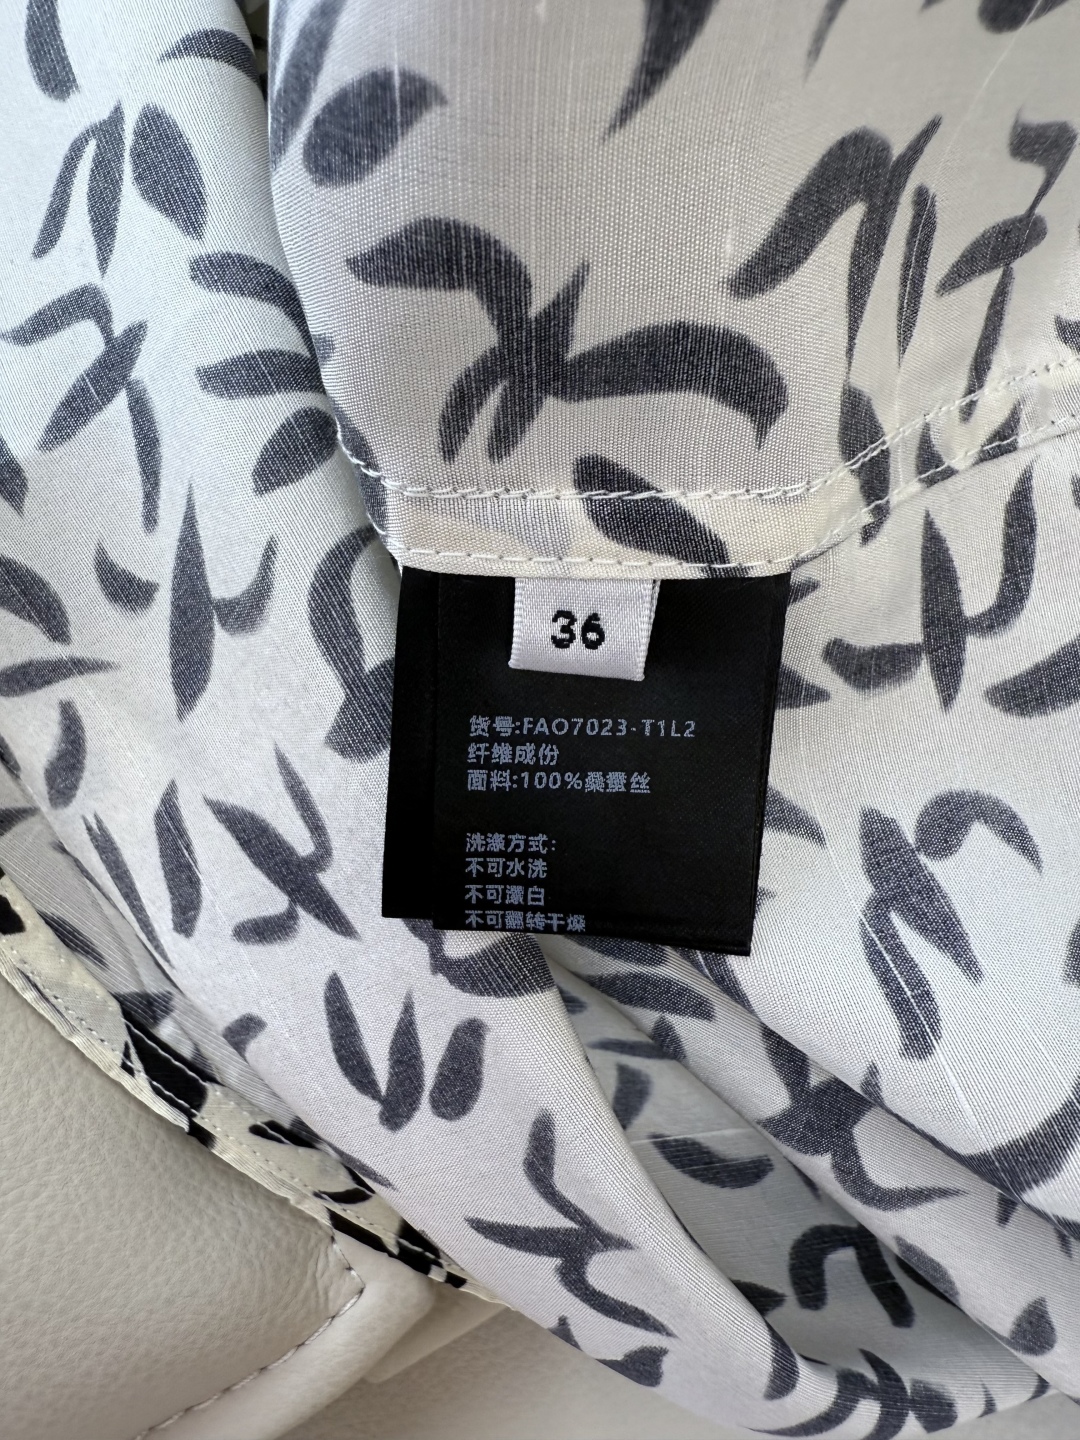 36
货号:FAO7023-T1L2
纤维成份
面料:100%桑蚕丝
洗涤方式:
不可水洗
不可漂白
不可翻转干燥